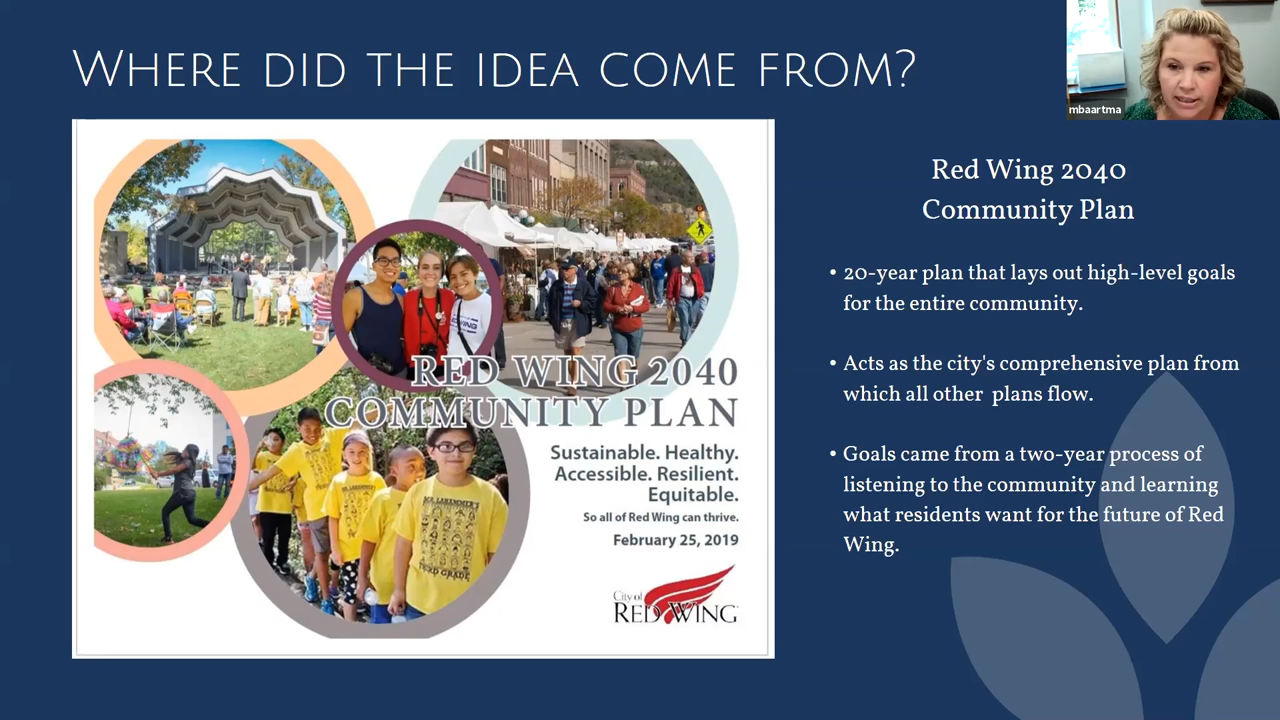 WHERE DID THE IDEA COME FROM?
mbaartma
RED WING 2040
COMMUNITY PLAN
Sustainable. Healthy.
Accessible. Resilient.
Equitable.
So all of Red Wing can thrive.
February 25, 2019
City of
RED WING
MR. LAHAMMER'S
THIRD GRADE
Red Wing 2040
Community Plan
• 20-year plan that lays out high-level goals
for the entire community.
• Acts as the city's comprehensive plan from
which all other plans flow.
• Goals came from a two-year process of
listening to the community and learning
what residents want for the future of Red
Wing.